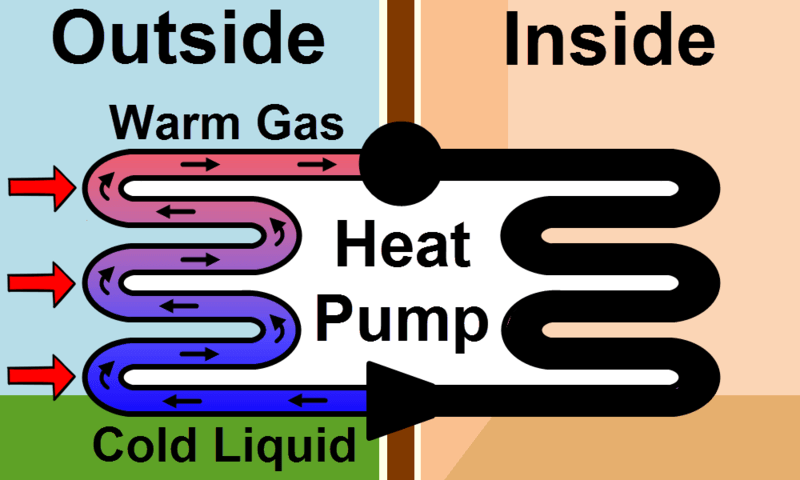 Outside
Inside
Warm Gas
Heat
Pump
Cold Liquid